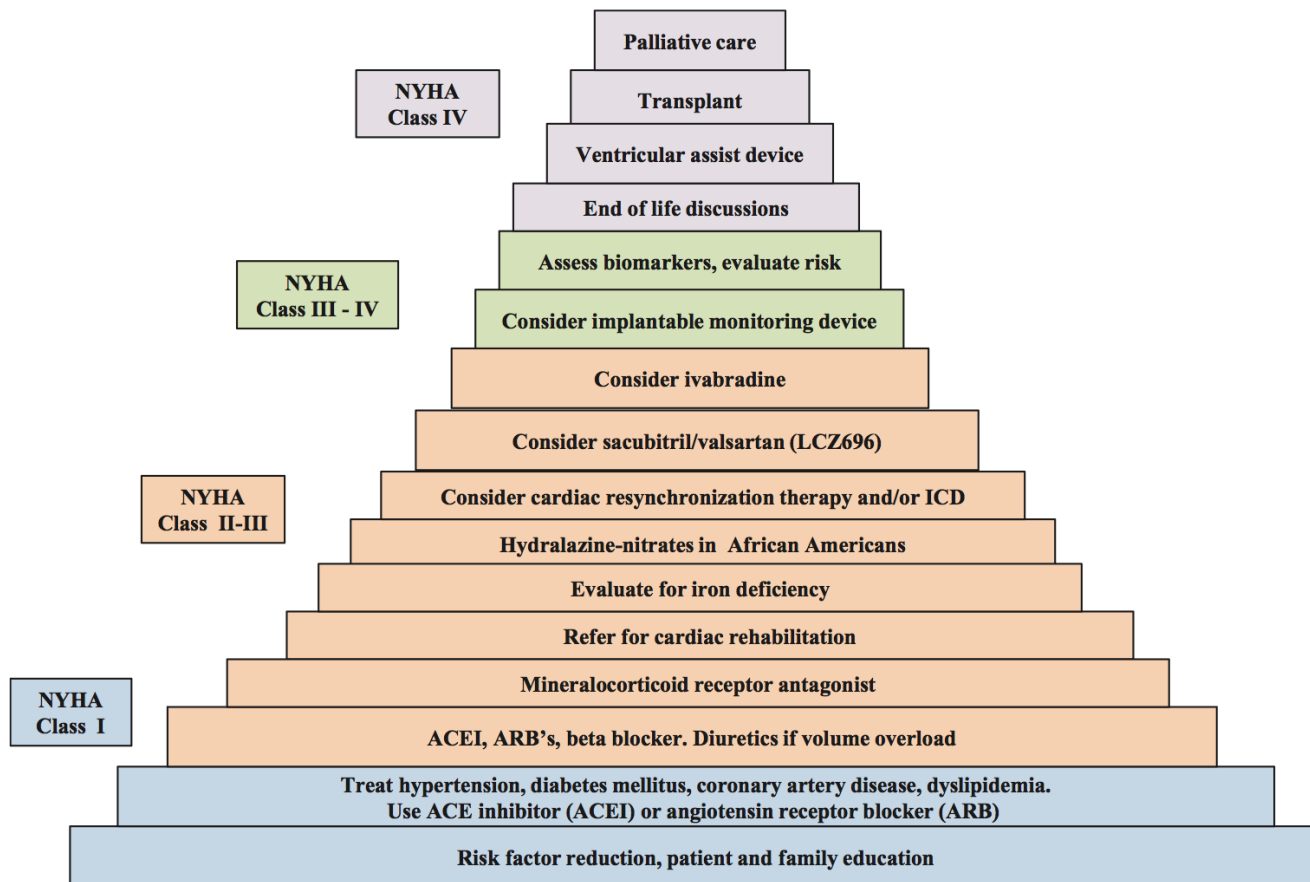 Palliative care
NYHA
Class IV
Transplant
Ventricular assist device
End of life discussions
Assess biomarkers, evaluate risk
NYHA
Class III - IV
Consider implantable monitoring device
Consider ivabradine
Consider sacubitril/valsartan (LCZ696)
NYHA
Class II-III
Consider cardiac resynchronization therapy and/or ICD
Hydralazine-nitrates in African Americans
Evaluate for iron deficiency
Refer for cardiac rehabilitation
Mineralocorticoid receptor antagonist
NYHA
Class I
ACEI, ARB's, beta blocker. Diuretics if volume overload
Treat hypertension, diabetes mellitus, coronary artery disease, dyslipidemia.
Use ACE inhibitor (ACEI) or angiotensin receptor blocker (ARB)
Risk factor reduction, patient and family education